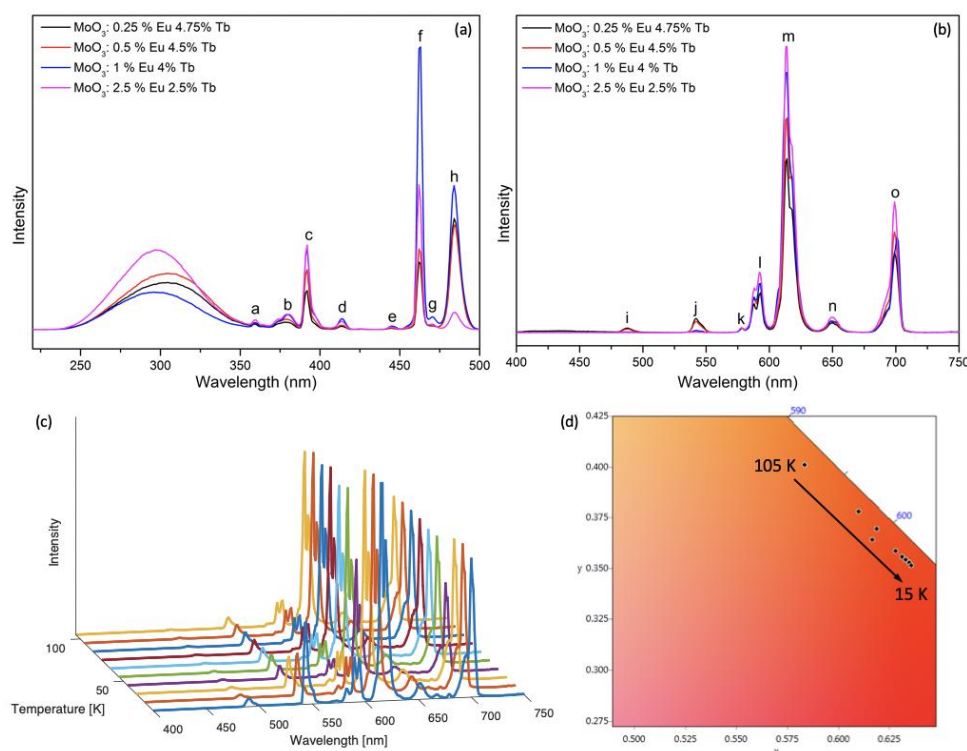 MoO3: 0.25 % Eu 4.75% Tb
MoO3: 0.5 % Eu 4.5% Tb
MoO3: 1 % Eu 4% Tb
MoO3: 2.5 % Eu 2.5% Tb
(a)
f
h
c
a
b
d
e
g
Intensity
250 300 350 400 450 500
Wavelength (nm)
MoO3: 0.25 % Eu 4.75% Tb
MoO3: 0.5 % Eu 4.5% Tb
MoO3: 1 % Eu 4% Tb
MoO3: 2.5 % Eu 2.5% Tb
(b)
m
o
l
i
j
k
n
Intensity
400 450 500 550 600 650 700 750
Wavelength (nm)
(c)
Intensity
100
50
Temperature [K]
400 450 500 550 600 650 700 750
Wavelength [nm]
(d)
0.425
0.400
0.375
y 0.350
0.325
0.300
0.275
590
600
105 K
15 K
0.500 0.525 0.550 0.575 0.600 0.625